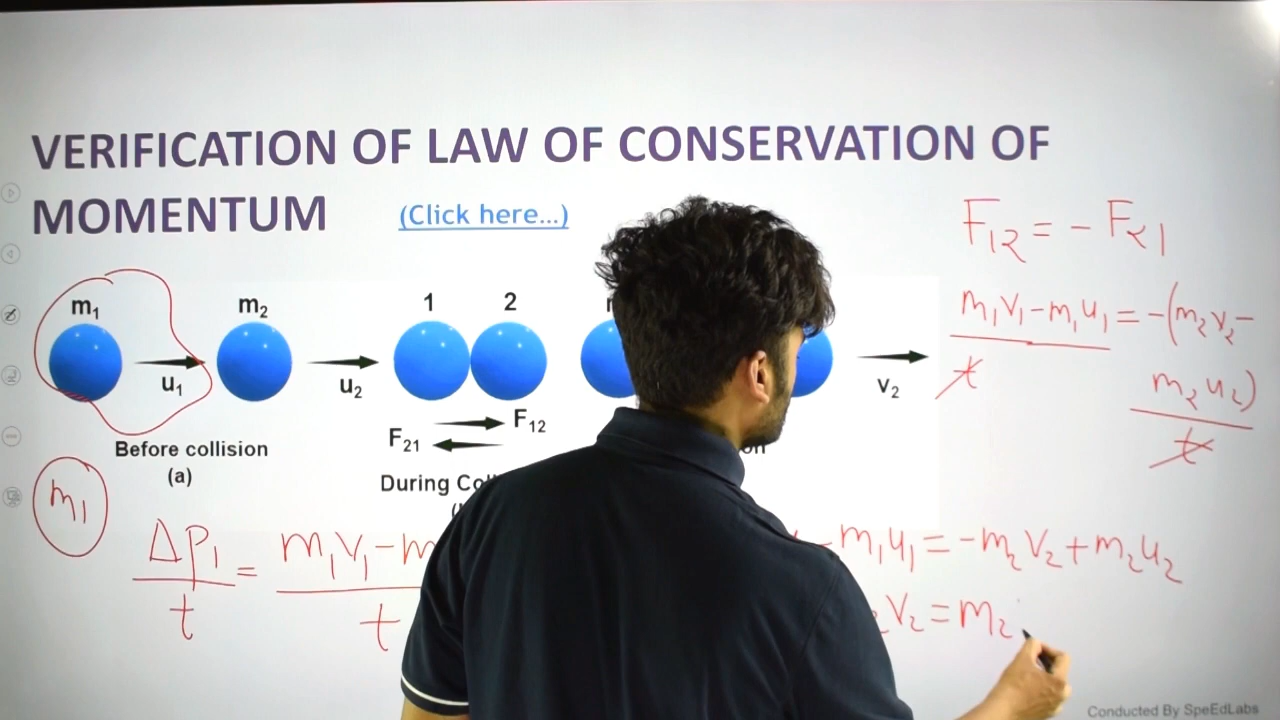 VERIFICATION OF LAW OF CONSERVATION OF
MOMENTUM (Click here...)
F₁₂ = - F₂₁
m₁v₁ - m₁u₁ = -(m₂v₂ -
t
m₂u₂)
t
m₁ m₂ 1 2
u₁ u₂ v₂
F₁₂
F₂₁
Before collision
(a)
During
m₁
Δp₁ = m₁v₁ -
t t
- m₁u₁ = -m₂v₂ + m₂u₂
v₂ = m₂
Conducted By SpeEdLabs